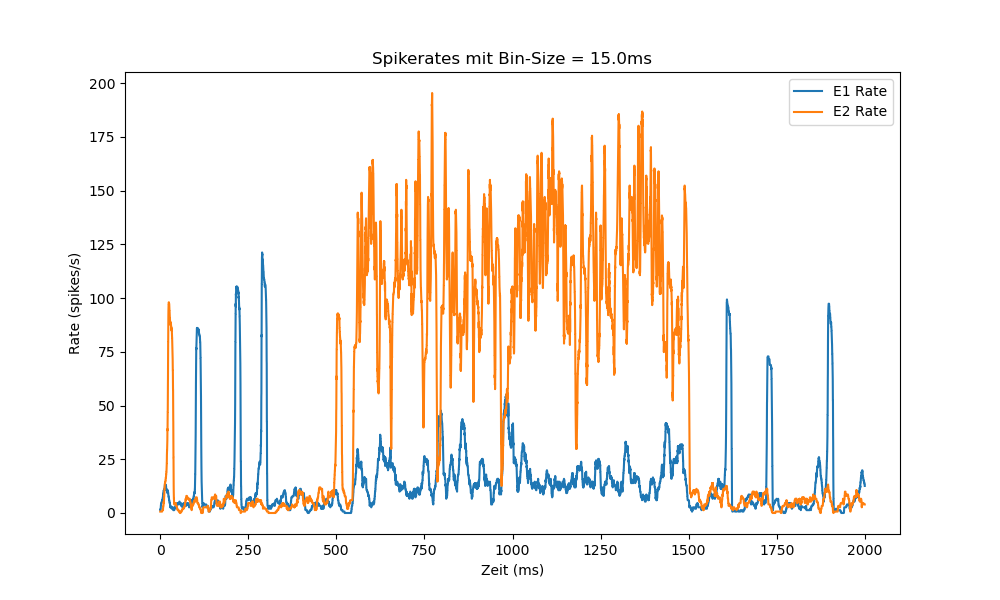 Spikerates mit Bin-Size = 15.0ms
E1 Rate
E2 Rate
Rate (spikes/s)
200
175
150
125
100
75
50
25
0
0 250 500 750 1000 1250 1500 1750 2000
Zeit (ms)